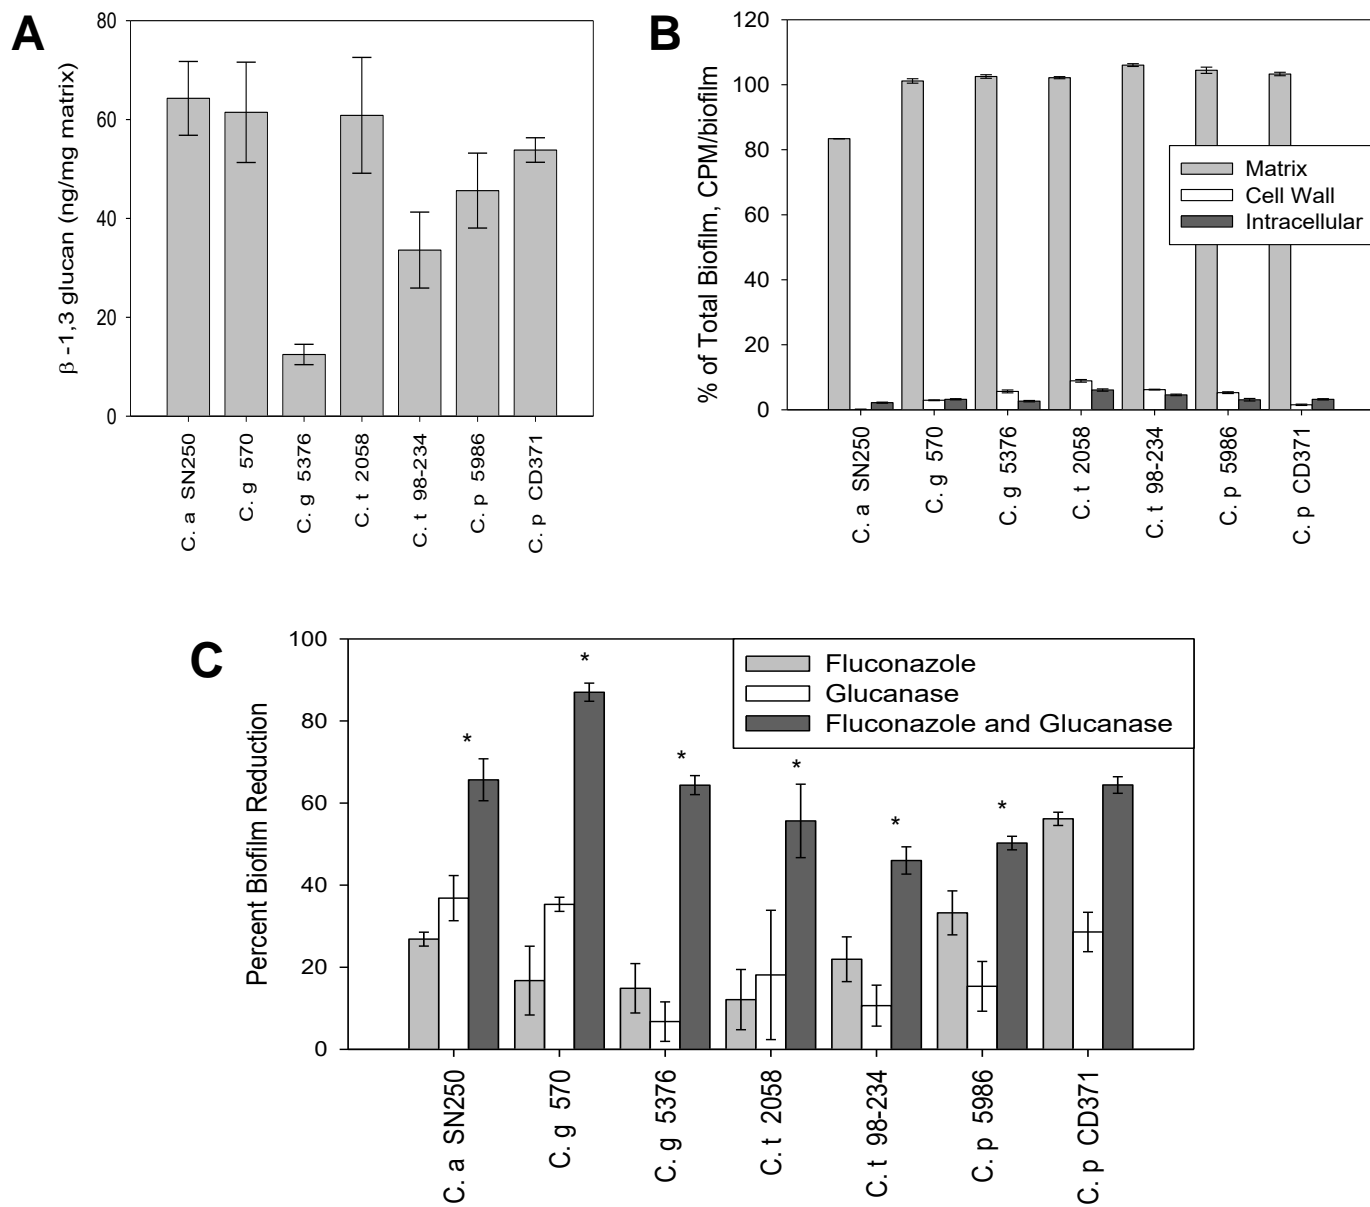 A
β -1,3 glucan (ng/mg matrix)
80
60
40
20
0
C. a SN250
C. g 570
C. g 5376
C. t 2058
C. t 98-234
C. p 5986
C. p CD371
B
% of Total Biofilm, CPM/biofilm
120
100
80
60
40
20
0
Matrix
Cell Wall
Intracellular
C. a SN250
C. g 570
C. g 5376
C. t 2058
C. t 98-234
C. p 5986
C. p CD371
C
Percent Biofilm Reduction
100
80
60
40
20
0
Fluconazole
Glucanase
Fluconazole and Glucanase
* * * * * *
C. a SN250
C. g 570
C. g 5376
C. t 2058
C. t 98-234
C. p 5986
C. p CD371